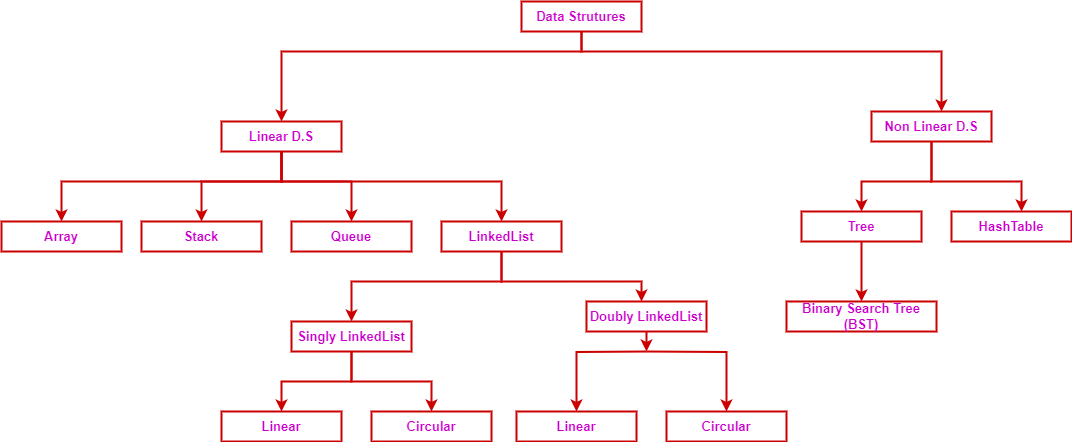 Data Strutures
Linear D.S
Non Linear D.S
Array
Stack
Queue
LinkedList
Tree
HashTable
Singly LinkedList
Doubly LinkedList
Binary Search Tree
(BST)
Linear
Circular
Linear
Circular